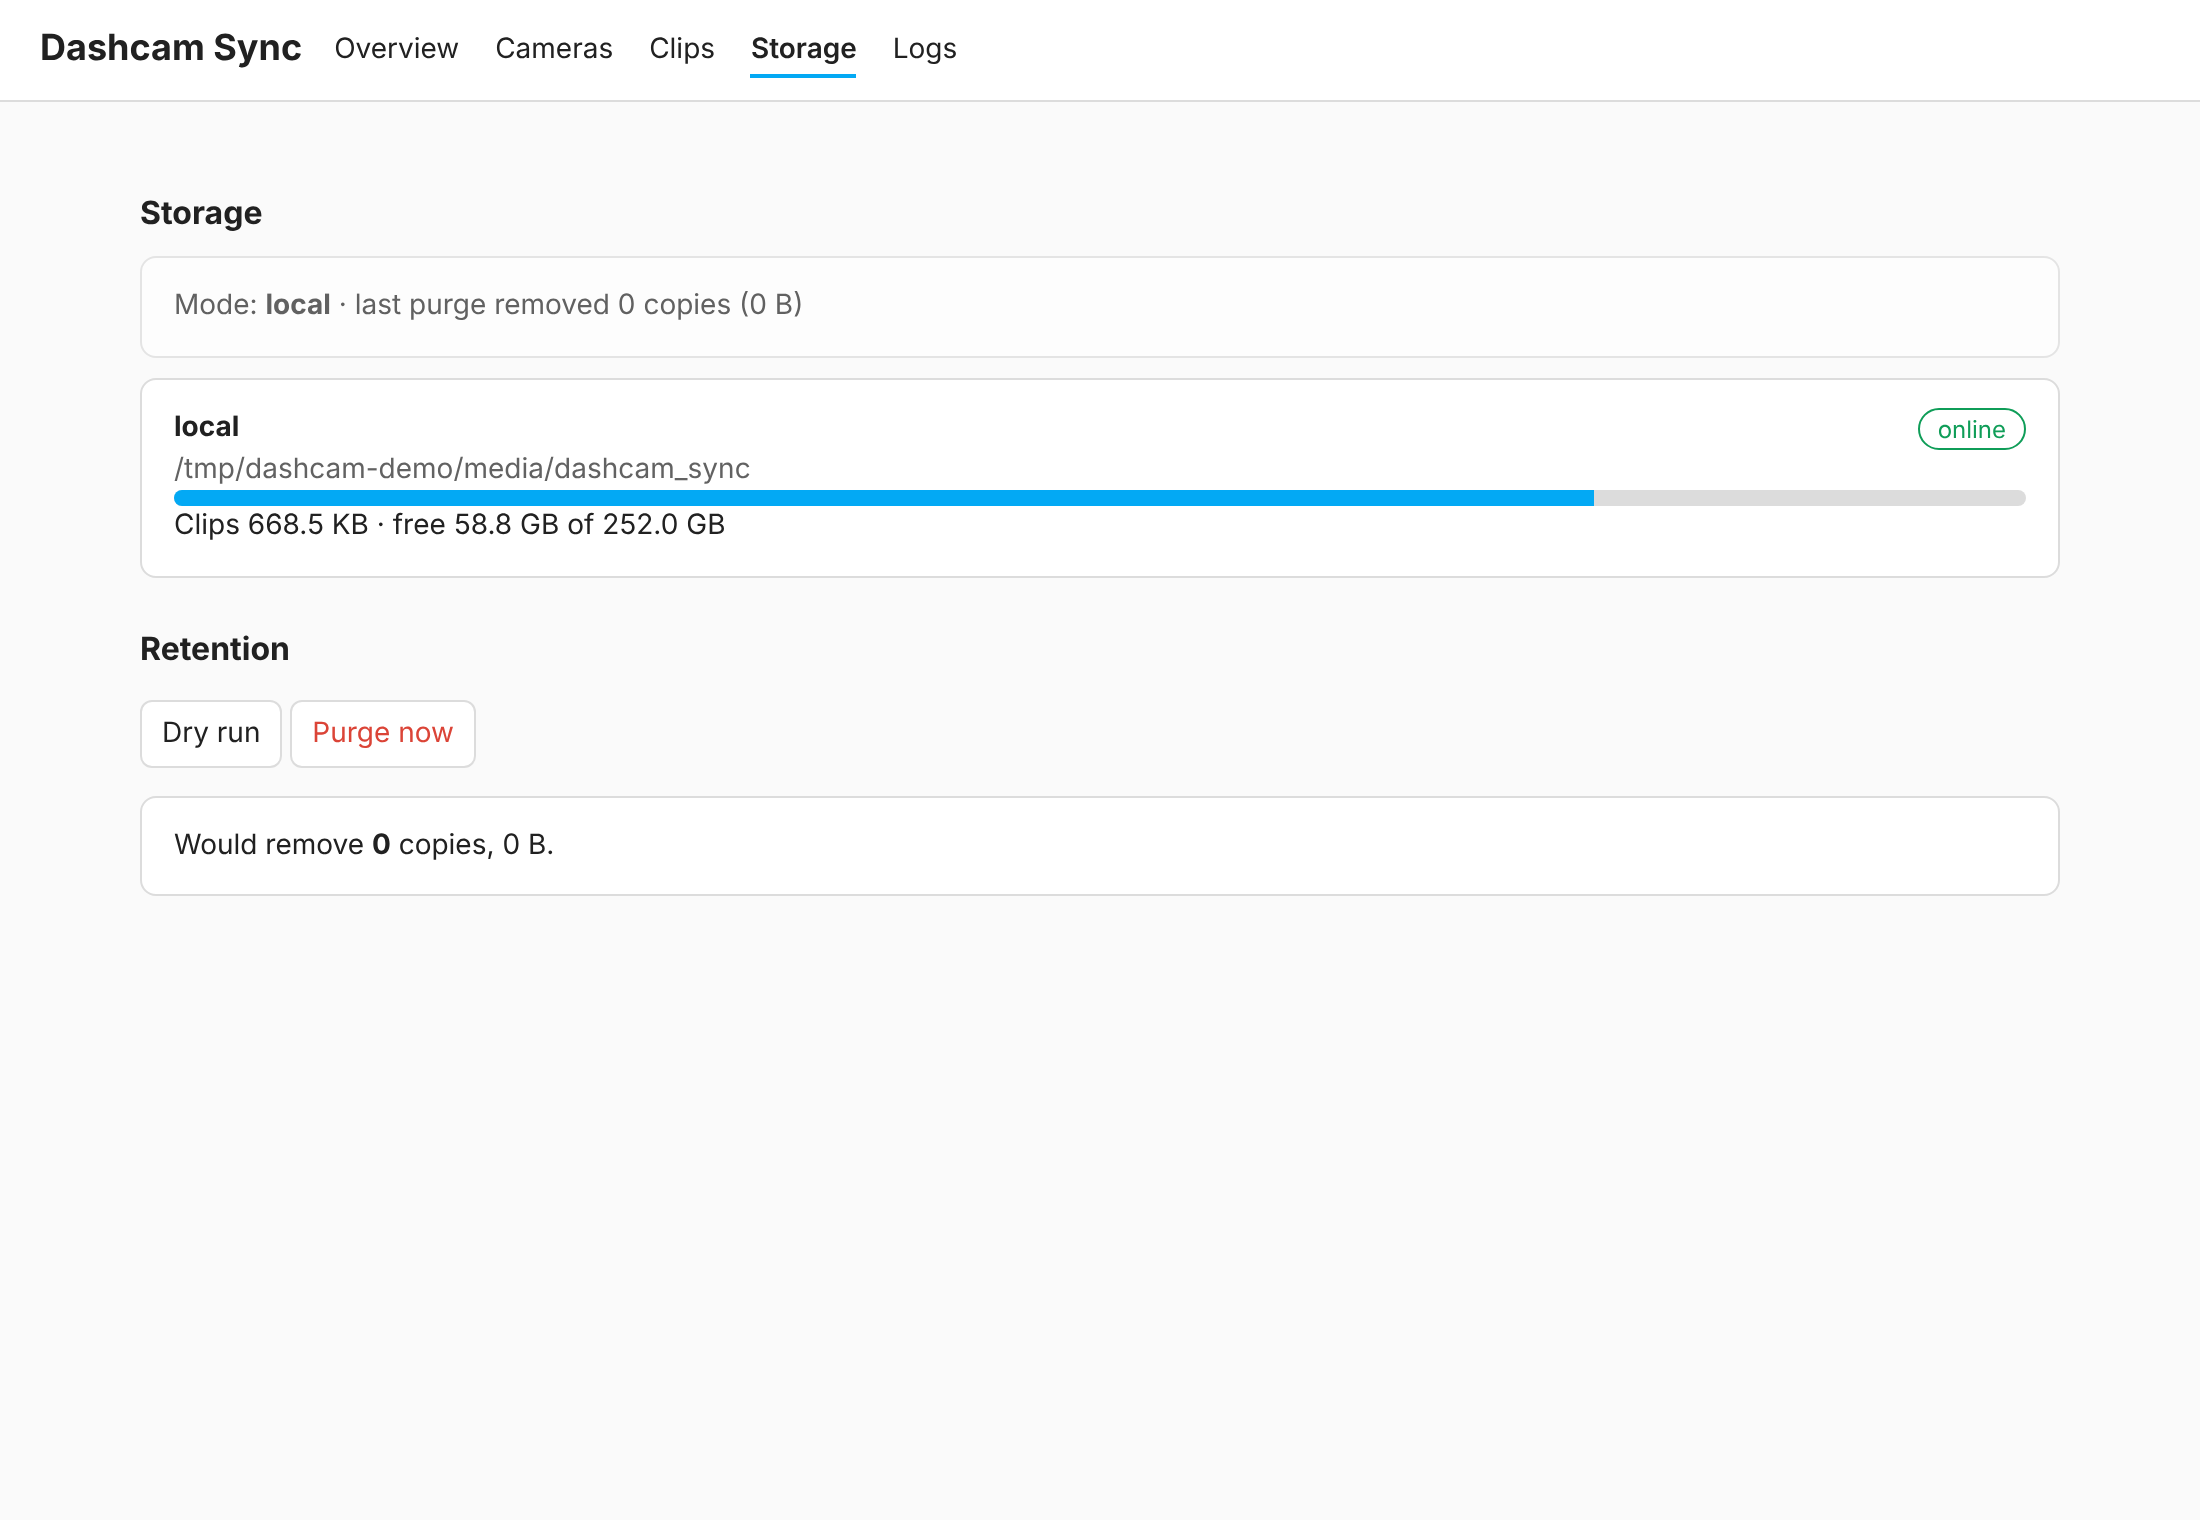 Dashcam Sync Overview Cameras Clips Storage Logs
Storage
Mode: local · last purge removed 0 copies (0 B)
local online
/tmp/dashcam-demo/media/dashcam_sync
Clips 668.5 KB · free 58.8 GB of 252.0 GB
Retention
Dry run Purge now
Would remove 0 copies, 0 B.